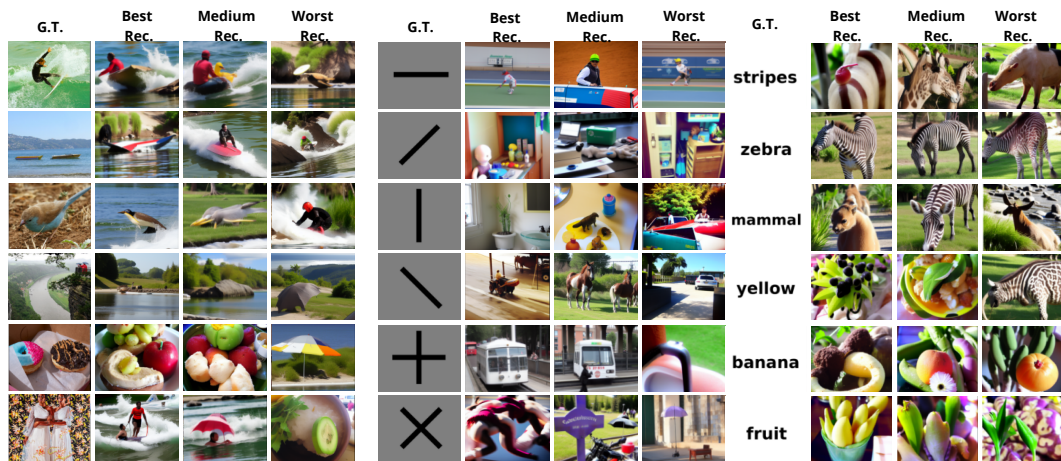 G.T. Best Rec. Medium Rec. Worst Rec. G.T. Best Rec. Medium Rec. Worst Rec. G.T. Best Rec. Medium Rec. Worst Rec.
stripes
zebra
mammal
yellow
banana
fruit